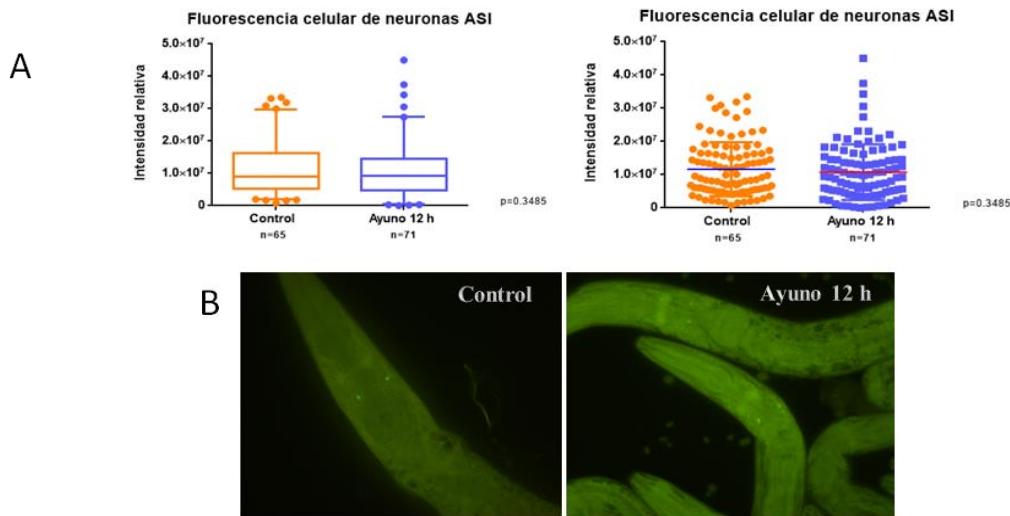 A
Fluorescencia celular de neuronas ASI
Intensidad relativa
5.0×10⁷
4.0×10⁷
3.0×10⁷
2.0×10⁷
1.0×10⁷
0
Control
n=65
Ayuno 12 h
n=71
p=0.3485
Fluorescencia celular de neuronas ASI
Intensidad relativa
5.0×10⁷
4.0×10⁷
3.0×10⁷
2.0×10⁷
1.0×10⁷
0
Control
n=65
Ayuno 12 h
n=71
p=0.3485
B
Control
Ayuno 12 h